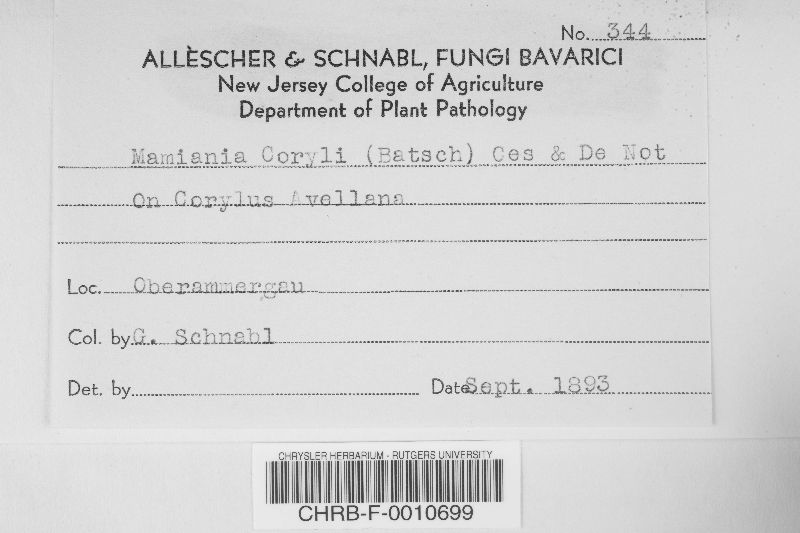 No. 344
ALLÈSCHER & SCHNABL, FUNGI BAVARICI
New Jersey College of Agriculture
Department of Plant Pathology
Mamiania Coryli (Batsch) Ces & De Not
On Corylus Avellana
Loc. Oberammergau
Col. by G. Schnabl
Det. by Date Sept. 1893
CHRYSLER HERBARIUM - RUTGERS UNIVERSITY
CHRB-F-0010699